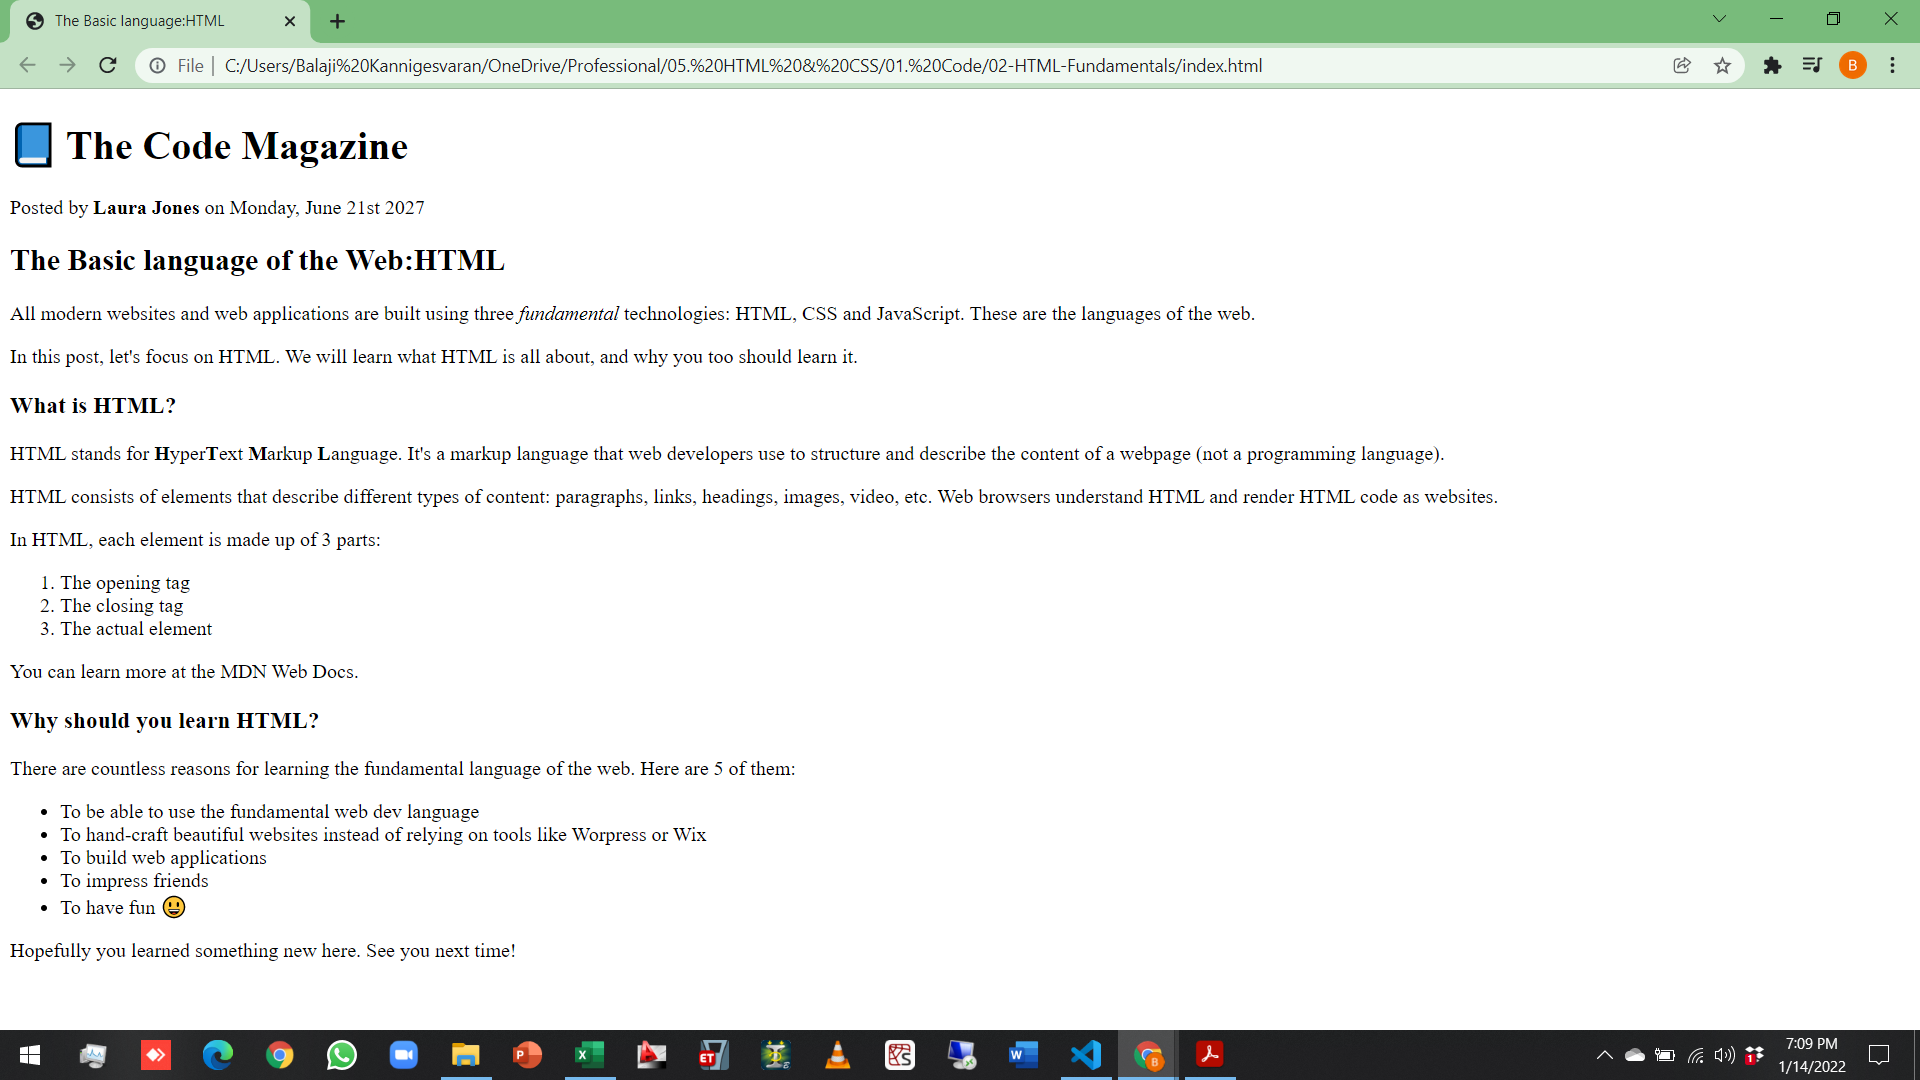 The Basic language:HTML
File | C:/Users/Balaji%20Kannigesvaran/OneDrive/Professional/05.%20HTML%20&%20CSS/01.%20Code/02-HTML-Fundamentals/index.html
B
📘 The Code Magazine
Posted by Laura Jones on Monday, June 21st 2027
The Basic language of the Web:HTML
All modern websites and web applications are built using three fundamental technologies: HTML, CSS and JavaScript. These are the languages of the web.
In this post, let's focus on HTML. We will learn what HTML is all about, and why you too should learn it.
What is HTML?
HTML stands for HyperText Markup Language. It's a markup language that web developers use to structure and describe the content of a webpage (not a programming language).
HTML consists of elements that describe different types of content: paragraphs, links, headings, images, video, etc. Web browsers understand HTML and render HTML code as websites.
In HTML, each element is made up of 3 parts:
1. The opening tag
2. The closing tag
3. The actual element
You can learn more at the MDN Web Docs.
Why should you learn HTML?
There are countless reasons for learning the fundamental language of the web. Here are 5 of them:
• To be able to use the fundamental web dev language
• To hand-craft beautiful websites instead of relying on tools like Worpress or Wix
• To build web applications
• To impress friends
• To have fun 😃
Hopefully you learned something new here. See you next time!
7:09 PM
1/14/2022